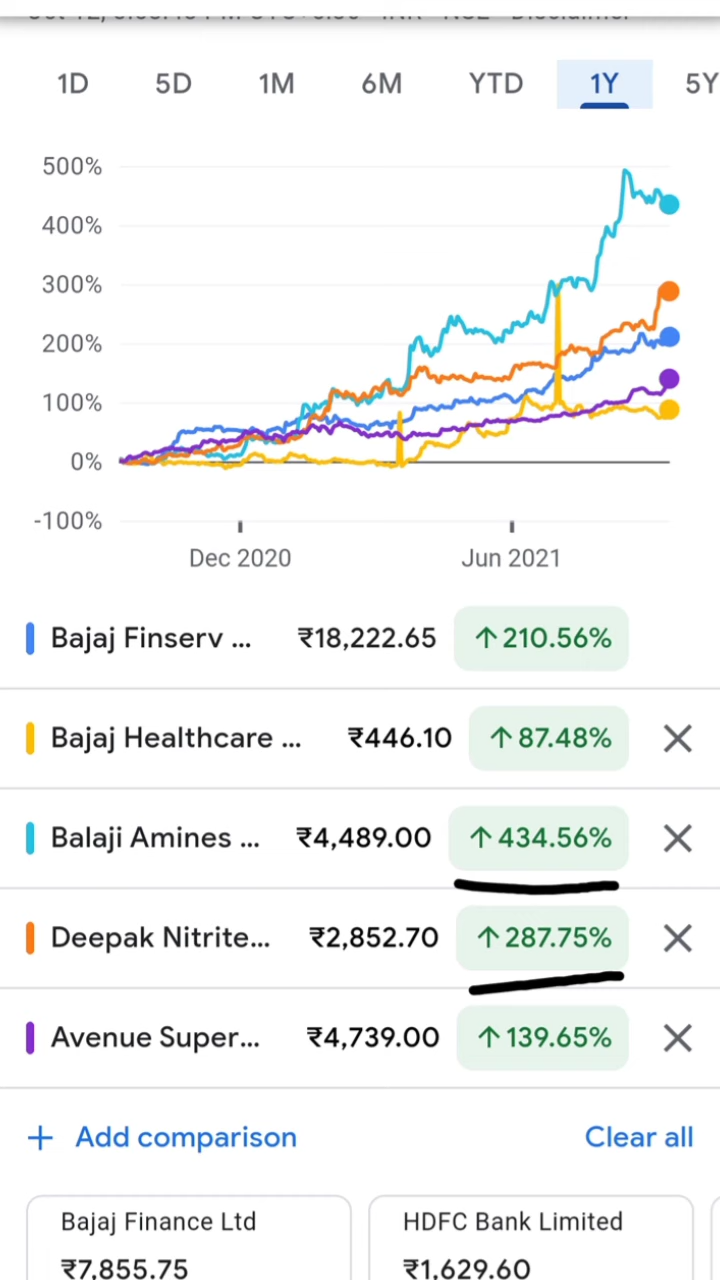 1D 5D 1M 6M YTD 1Y 5Y
500%
400%
300%
200%
100%
0%
-100%
Dec 2020 Jun 2021
Bajaj Finserv ... ₹18,222.65 ↑210.56%
Bajaj Healthcare ... ₹446.10 ↑87.48%
Balaji Amines ... ₹4,489.00 ↑434.56%
Deepak Nitrite... ₹2,852.70 ↑287.75%
Avenue Super... ₹4,739.00 ↑139.65%
+ Add comparison Clear all
Bajaj Finance Ltd HDFC Bank Limited
₹7,855.75 ₹1,629.60